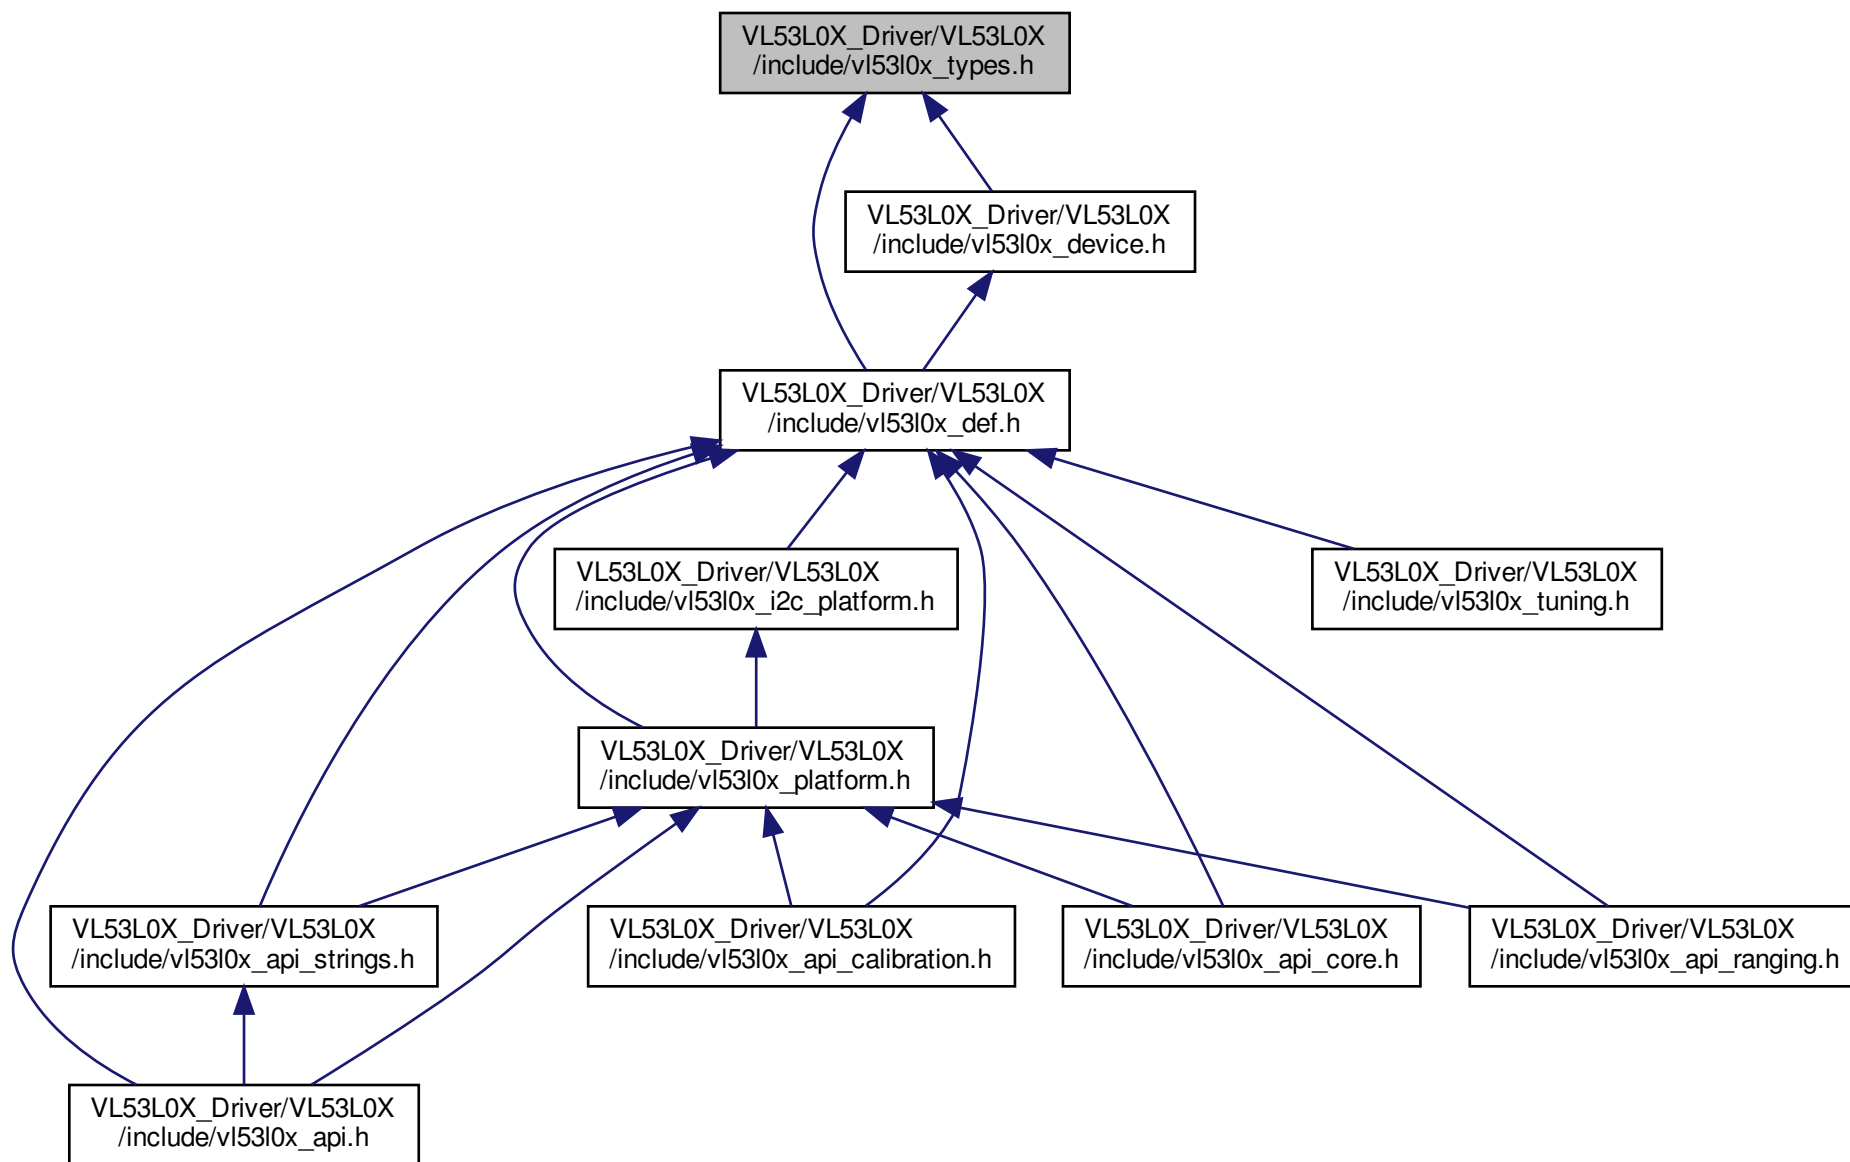 VL53L0X_Driver/VL53L0X
/include/vl53l0x_types.h
VL53L0X_Driver/VL53L0X
/include/vl53l0x_device.h
VL53L0X_Driver/VL53L0X
/include/vl53l0x_def.h
VL53L0X_Driver/VL53L0X
/include/vl53l0x_i2c_platform.h
VL53L0X_Driver/VL53L0X
/include/vl53l0x_tuning.h
VL53L0X_Driver/VL53L0X
/include/vl53l0x_platform.h
VL53L0X_Driver/VL53L0X
/include/vl53l0x_api_strings.h
VL53L0X_Driver/VL53L0X
/include/vl53l0x_api_calibration.h
VL53L0X_Driver/VL53L0X
/include/vl53l0x_api_core.h
VL53L0X_Driver/VL53L0X
/include/vl53l0x_api_ranging.h
VL53L0X_Driver/VL53L0X
/include/vl53l0x_api.h